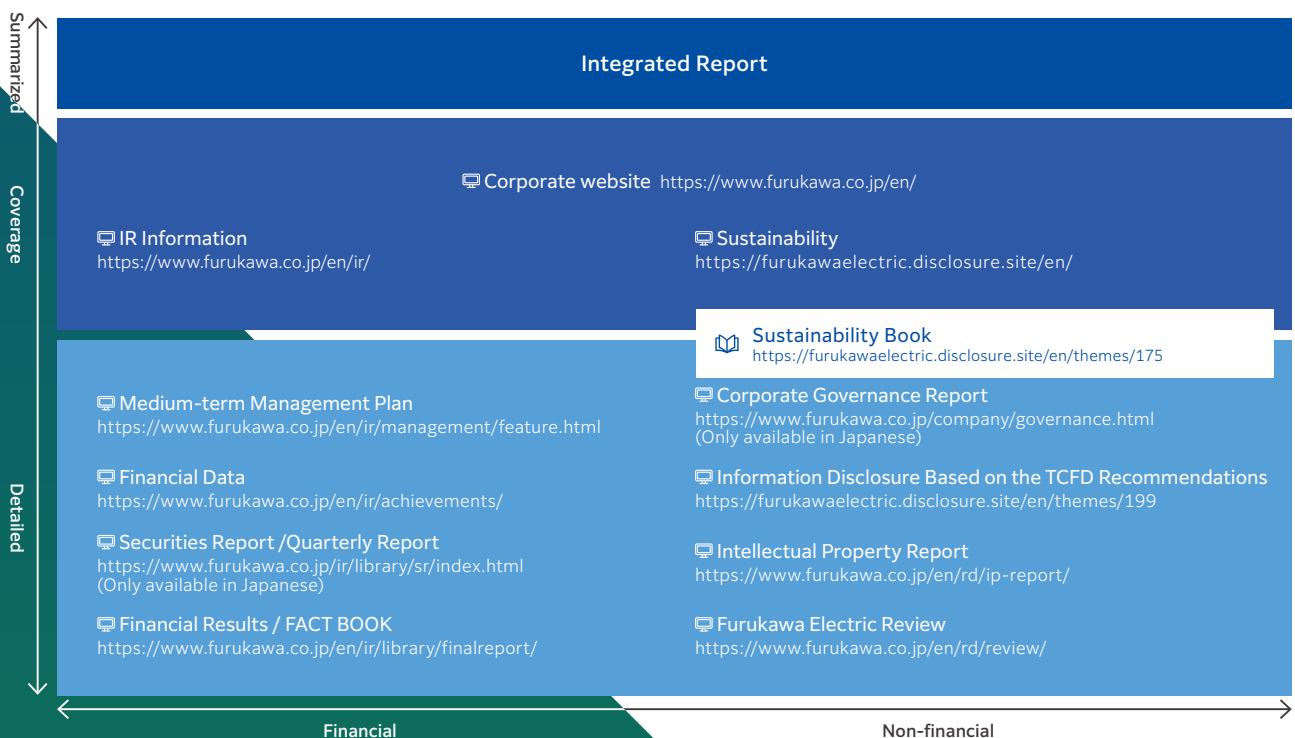 Summarized
Coverage
Detailed
Integrated Report
Corporate website https://www.furukawa.co.jp/en/
IR Information
https://www.furukawa.co.jp/en/ir/
Sustainability
https://furukawaelectric.disclosure.site/en/
Sustainability Book
https://furukawaelectric.disclosure.site/en/themes/175
Medium-term Management Plan
https://www.furukawa.co.jp/en/ir/management/feature.html
Financial Data
https://www.furukawa.co.jp/en/ir/achievements/
Securities Report /Quarterly Report
https://www.furukawa.co.jp/ir/library/sr/index.html
(Only available in Japanese)
Financial Results / FACT BOOK
https://www.furukawa.co.jp/en/ir/library/finalreport/
Corporate Governance Report
https://www.furukawa.co.jp/company/governance.html
(Only available in Japanese)
Information Disclosure Based on the TCFD Recommendations
https://furukawaelectric.disclosure.site/en/themes/199
Intellectual Property Report
https://www.furukawa.co.jp/en/rd/ip-report/
Furukawa Electric Review
https://www.furukawa.co.jp/en/rd/review/
Financial
Non-financial